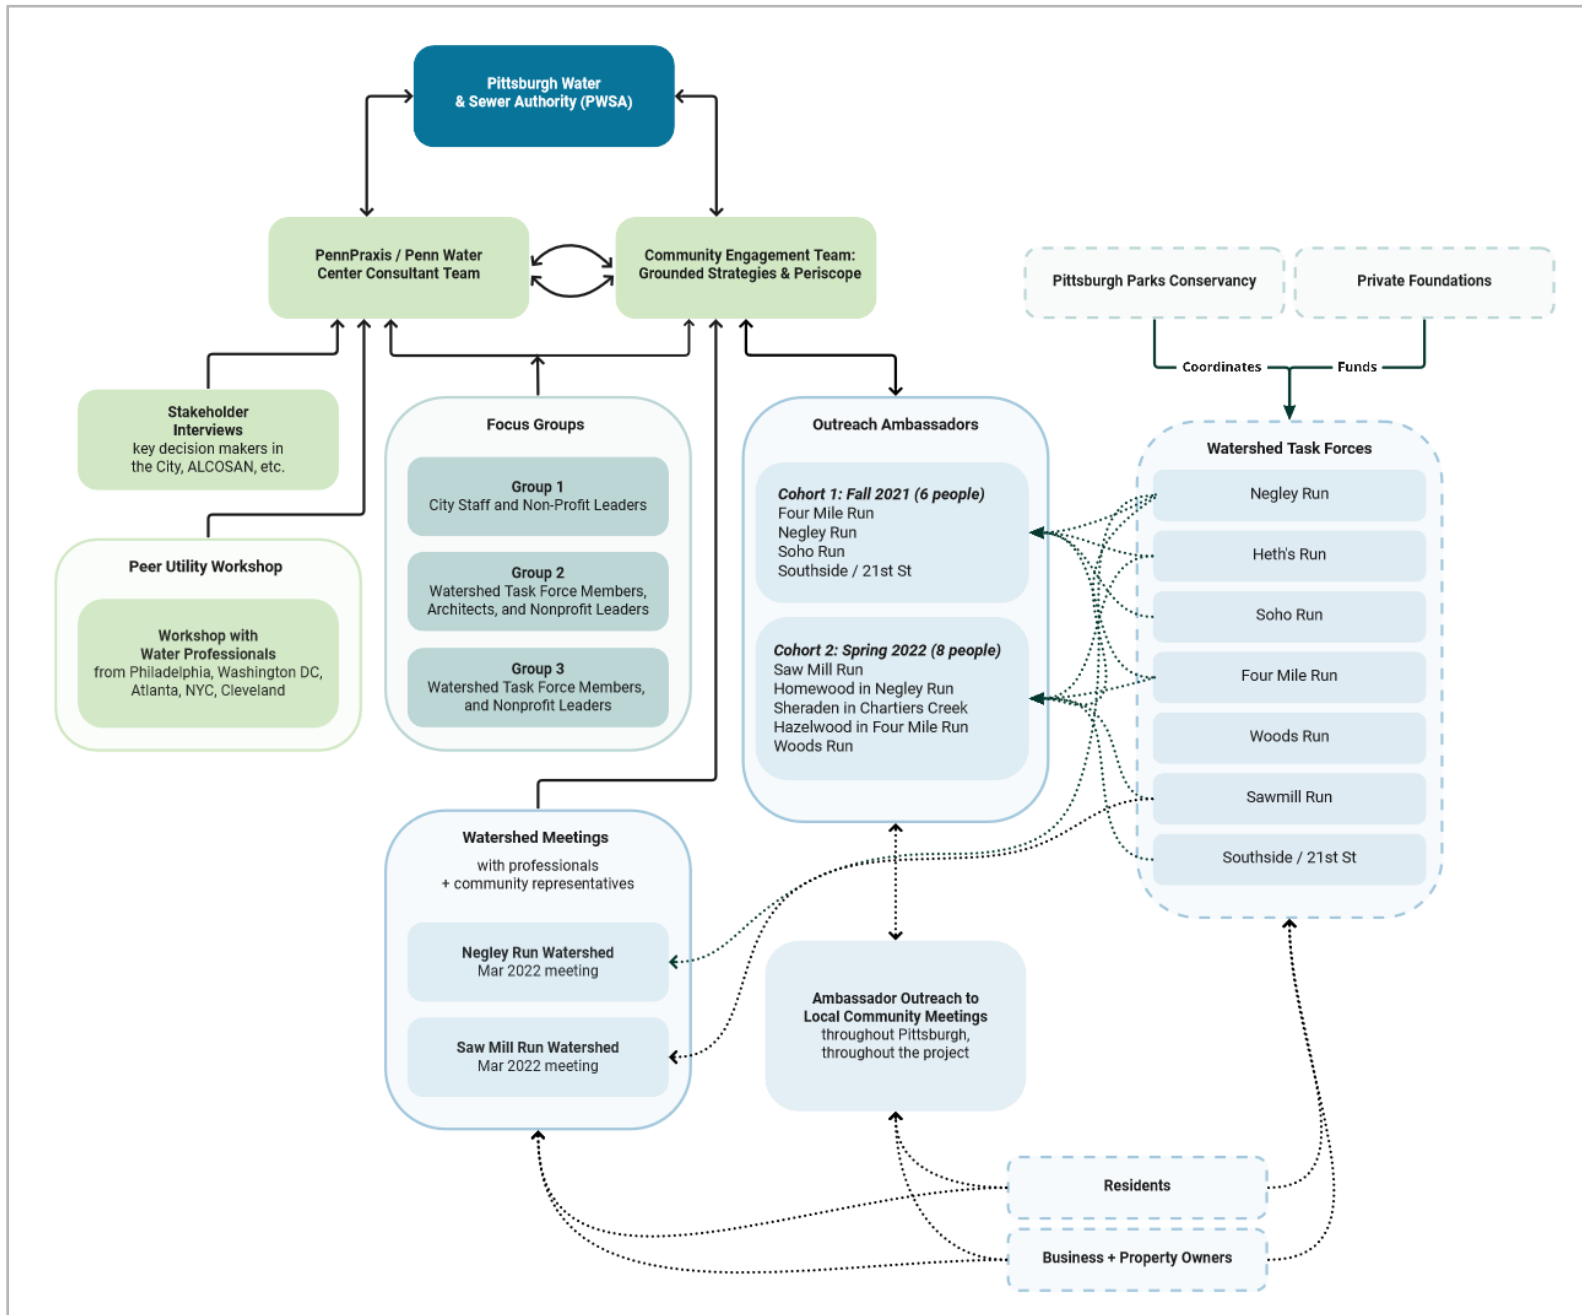 Pittsburgh Water
& Sewer Authority (PWSA)
PennPraxis / Penn Water
Center Consultant Team
Community Engagement Team:
Grounded Strategies & Periscope
Pittsburgh Parks Conservancy
Private Foundations
Coordinates
Funds
Stakeholder
Interviews
key decision makers in
the City, ALCOSAN, etc.
Peer Utility Workshop
Workshop with
Water Professionals
from Philadelphia, Washington DC,
Atlanta, NYC, Cleveland
Focus Groups
Group 1
City Staff and Non-Profit Leaders
Group 2
Watershed Task Force Members,
Architects, and Nonprofit Leaders
Group 3
Watershed Task Force Members,
and Nonprofit Leaders
Outreach Ambassadors
Cohort 1: Fall 2021 (6 people)
Four Mile Run
Negley Run
Soho Run
Southside / 21st St
Cohort 2: Spring 2022 (8 people)
Saw Mill Run
Homewood in Negley Run
Sheraden in Chartiers Creek
Hazelwood in Four Mile Run
Woods Run
Watershed Task Forces
Negley Run
Heth's Run
Soho Run
Four Mile Run
Woods Run
Sawmill Run
Southside / 21st St
Watershed Meetings
with professionals
+ community representatives
Negley Run Watershed
Mar 2022 meeting
Saw Mill Run Watershed
Mar 2022 meeting
Ambassador Outreach to
Local Community Meetings
throughout Pittsburgh,
throughout the project
Residents
Business + Property Owners